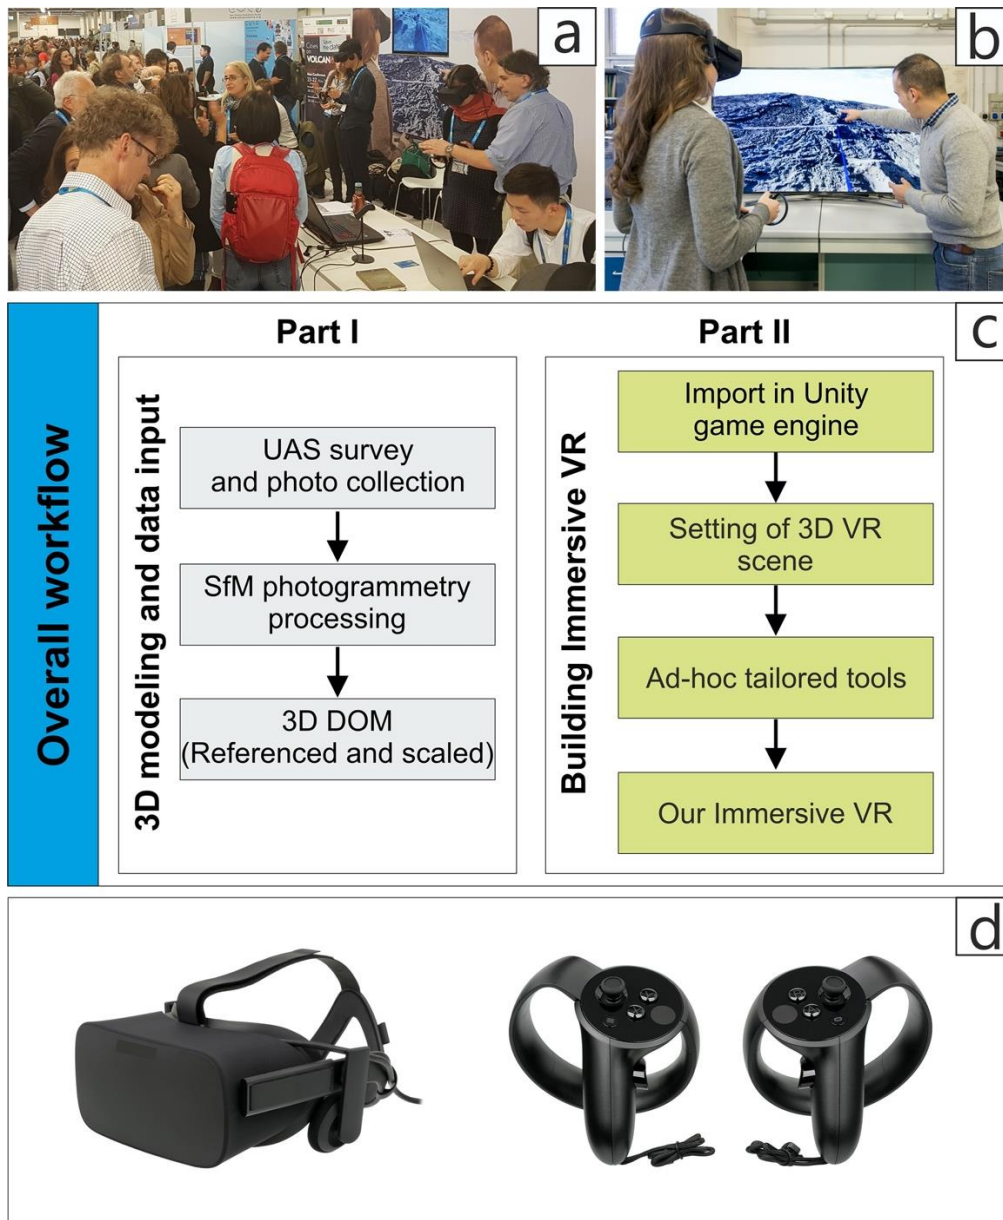 a
b
Cities on
VOLCAN
c
Overall workflow
Part I
3D modeling and data input
UAS survey
and photo collection
SfM photogrammetry
processing
3D DOM
(Referenced and scaled)
Part II
Building Immersive VR
Import in Unity
game engine
Setting of 3D VR
scene
Ad-hoc tailored tools
Our Immersive VR
d